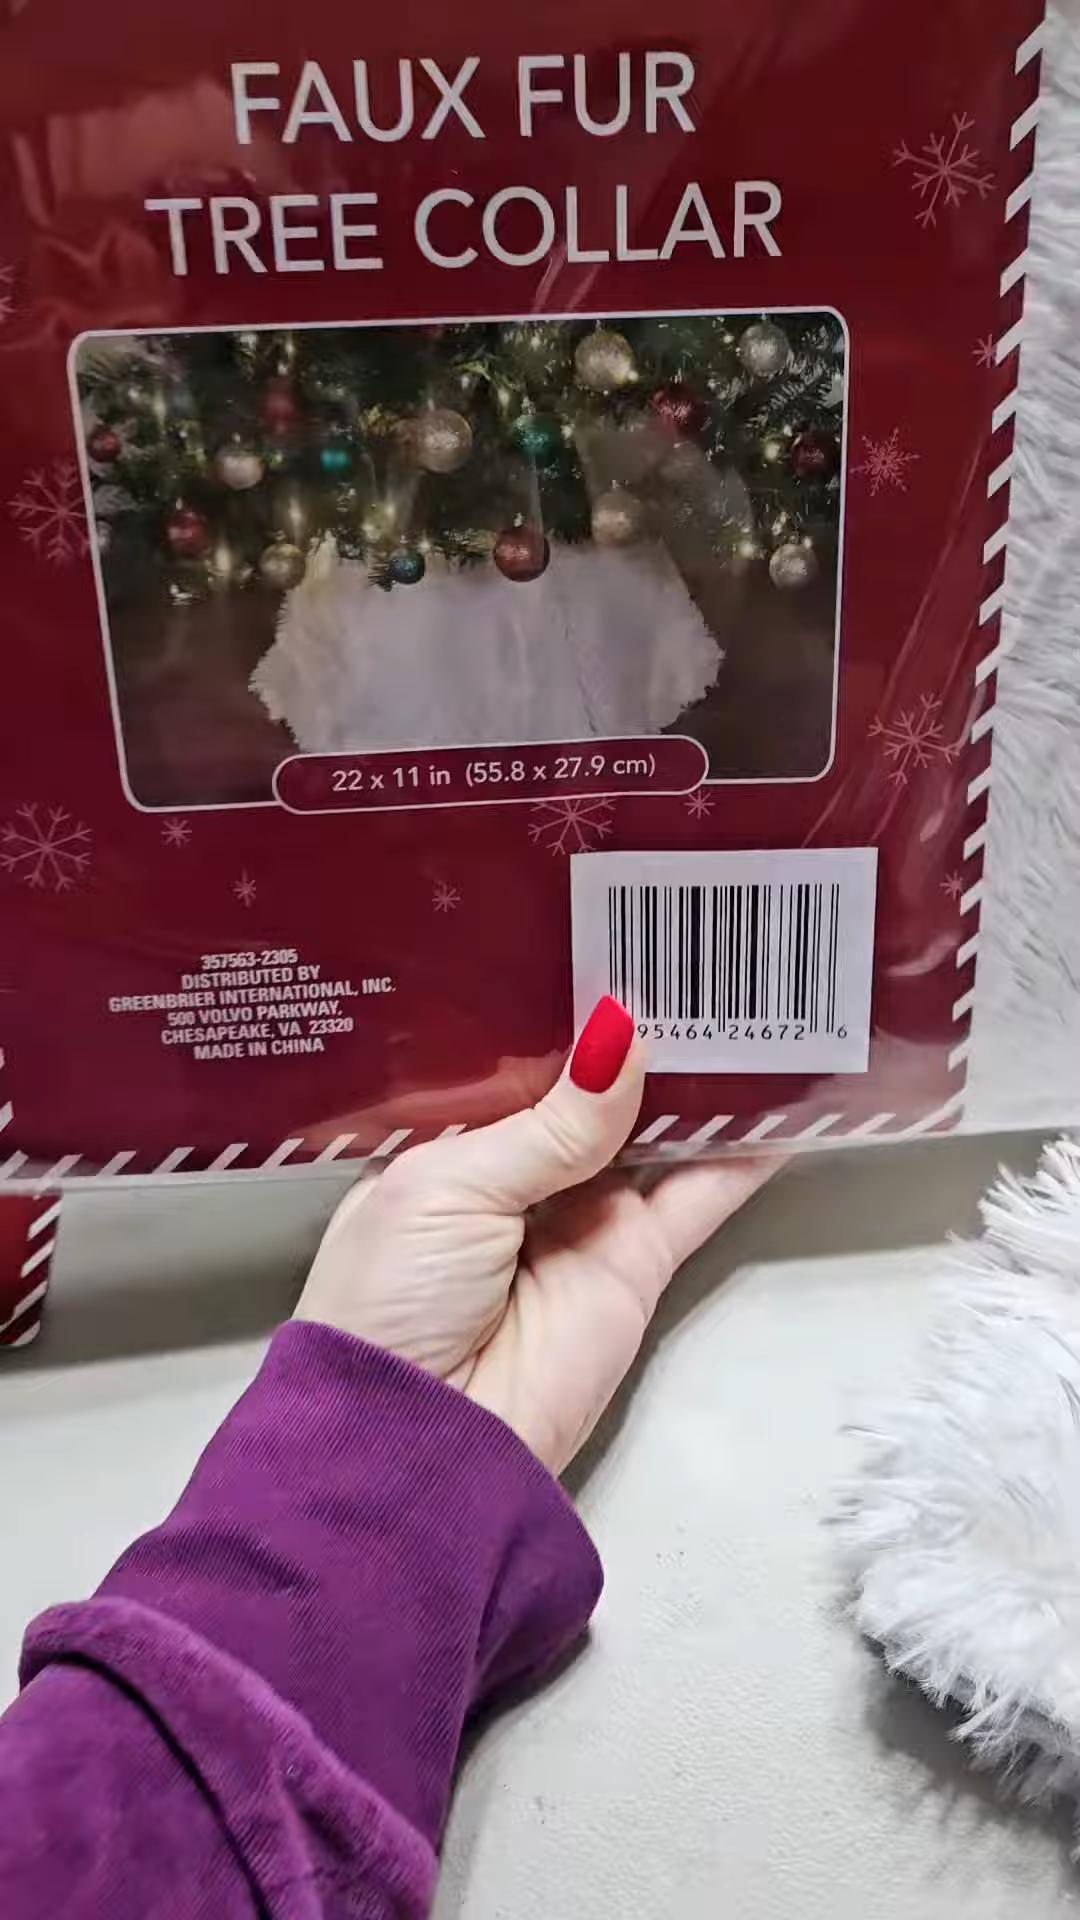 FAUX FUR
TREE COLLAR
22 x 11 in (55.8 x 27.9 cm)
357563-2305
DISTRIBUTED BY
GREENBRIER INTERNATIONAL, INC.
500 VOLVO PARKWAY,
CHESAPEAKE, VA 23320
MADE IN CHINA
95464 24672 6